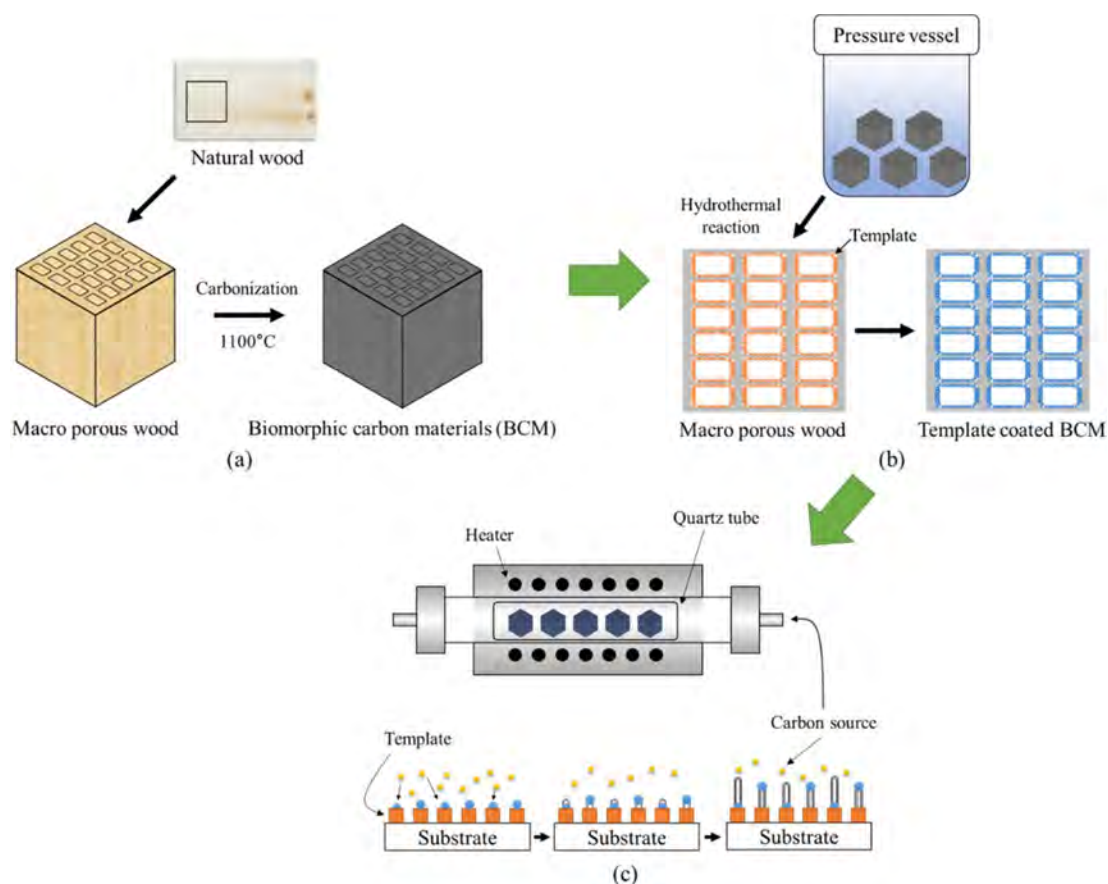 Natural wood
Carbonization
1100°C
Macro porous wood
Biomorphic carbon materials (BCM)
(a)
Pressure vessel
Hydrothermal
reaction
Template
Macro porous wood
Template coated BCM
(b)
Quartz tube
Heater
Carbon source
Template
Substrate
Substrate
Substrate
(c)